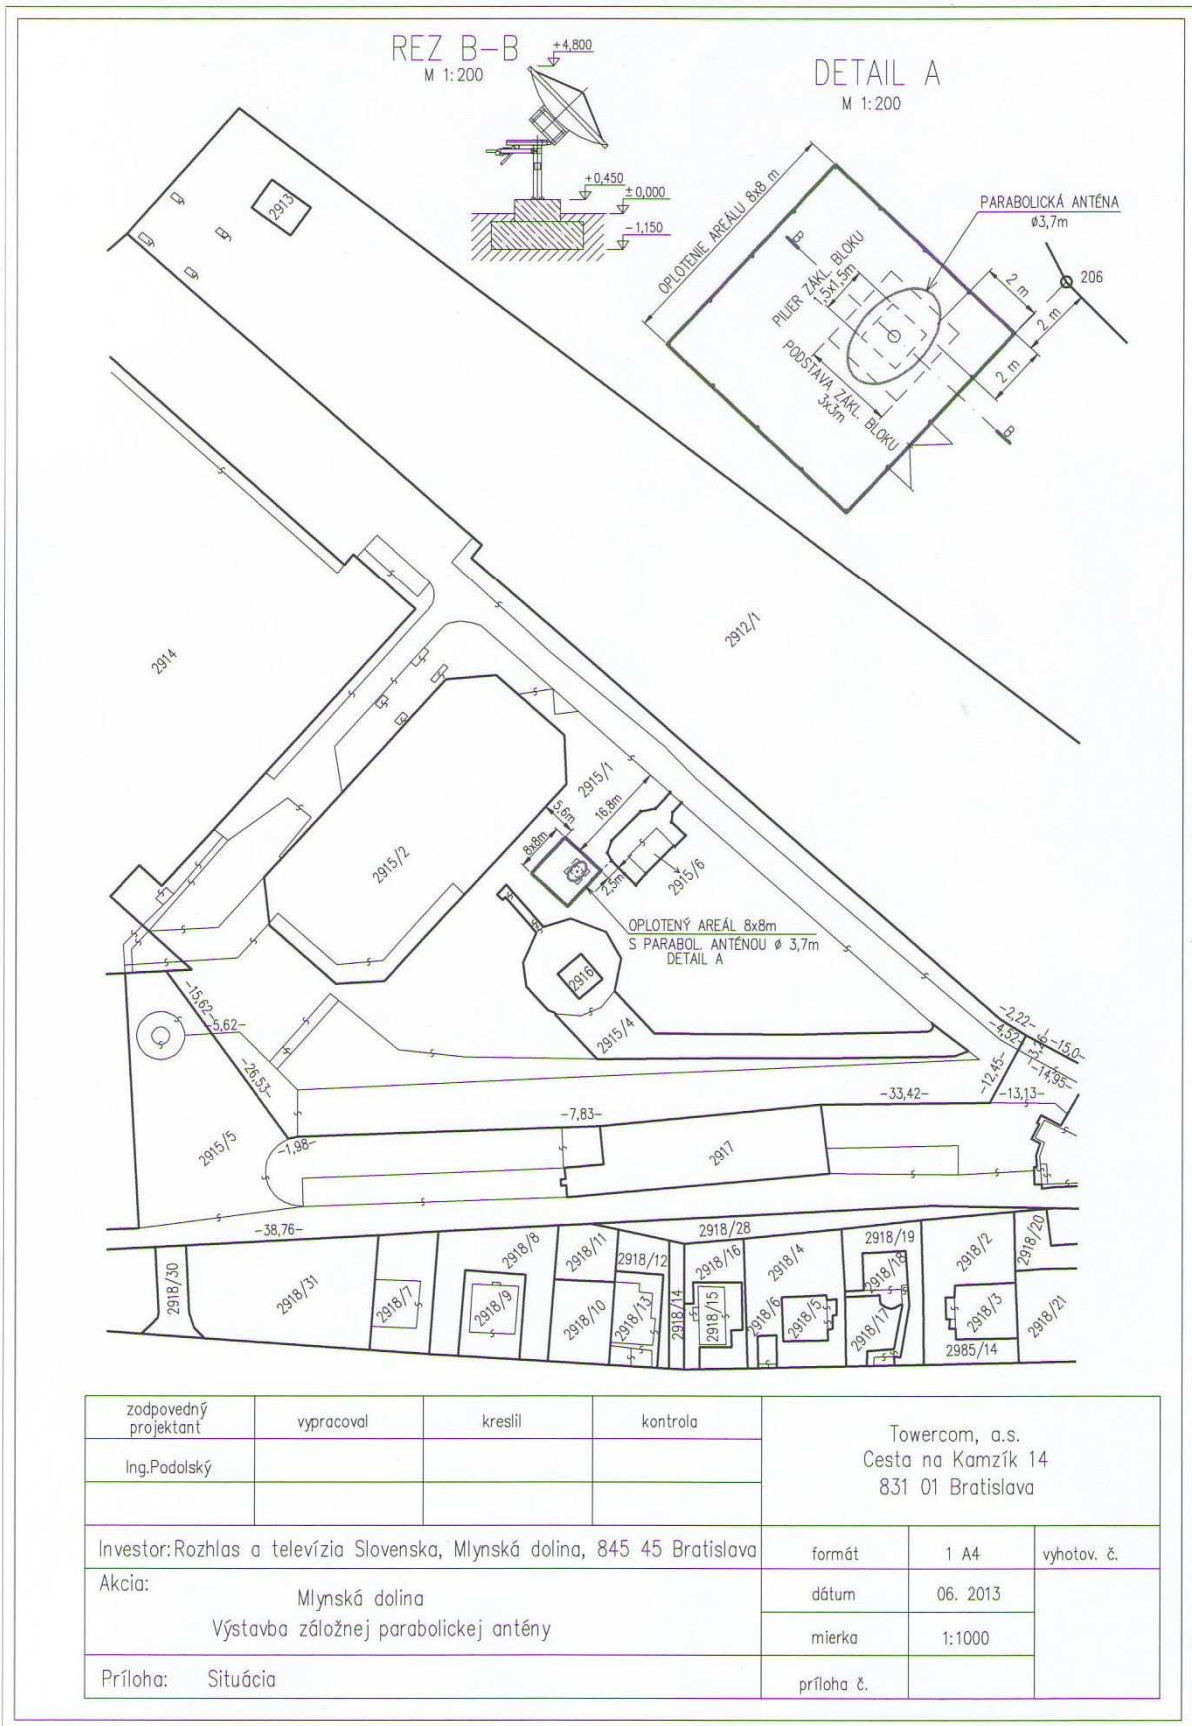 REZ B-B
M 1:200
+4,800
+0,450
±0,000
-1,150
DETAIL A
M 1:200
OPLOTENIE AREÁLU 8x8 m
PARABOLICKÁ ANTÉNA
ø3,7m
B
PILIER ZÁKL. BLOKU
1,5x1,5m
PODSTAVA ZÁKL. BLOKU
3x3m
2 m
2 m
2 m
206
B
2913
2912/1
2914
2915/1
5,6m
16,8m
8x8m
2,5m
2915/6
2915/2
OPLOTENÝ AREÁL 8x8m
S PARABOL. ANTÉNOU ø 3,7m
DETAIL A
2916
2915/4
-15,62-
-5,62-
-26,53-
-2,22-
-4,52-
-15,0-
-14,95-
-12,45-
-13,13-
-33,42-
-7,83-
-1,98-
2915/5
2917
-38,76-
2918/28
2918/30
2918/31
2918/7
2918/8
2918/9
2918/11
2918/10
2918/12
2918/13
2918/14
2918/16
2918/15
2918/4
2918/6
2918/5
2918/19
2918/18
2918/17
2918/2
2918/3
2985/14
2918/20
2918/21
zodpovedný
projektant
vypracoval
kreslil
kontrola
Ing.Podolský
Towercom, a.s.
Cesta na Kamzík 14
831 01 Bratislava
Investor: Rozhlas a televízia Slovenska, Mlynská dolina, 845 45 Bratislava
formát
1 A4
vyhotov. č.
Akcia:
Mlynská dolina
Výstavba záložnej parabolickej antény
dátum
06. 2013
mierka
1:1000
Príloha: Situácia
príloha č.